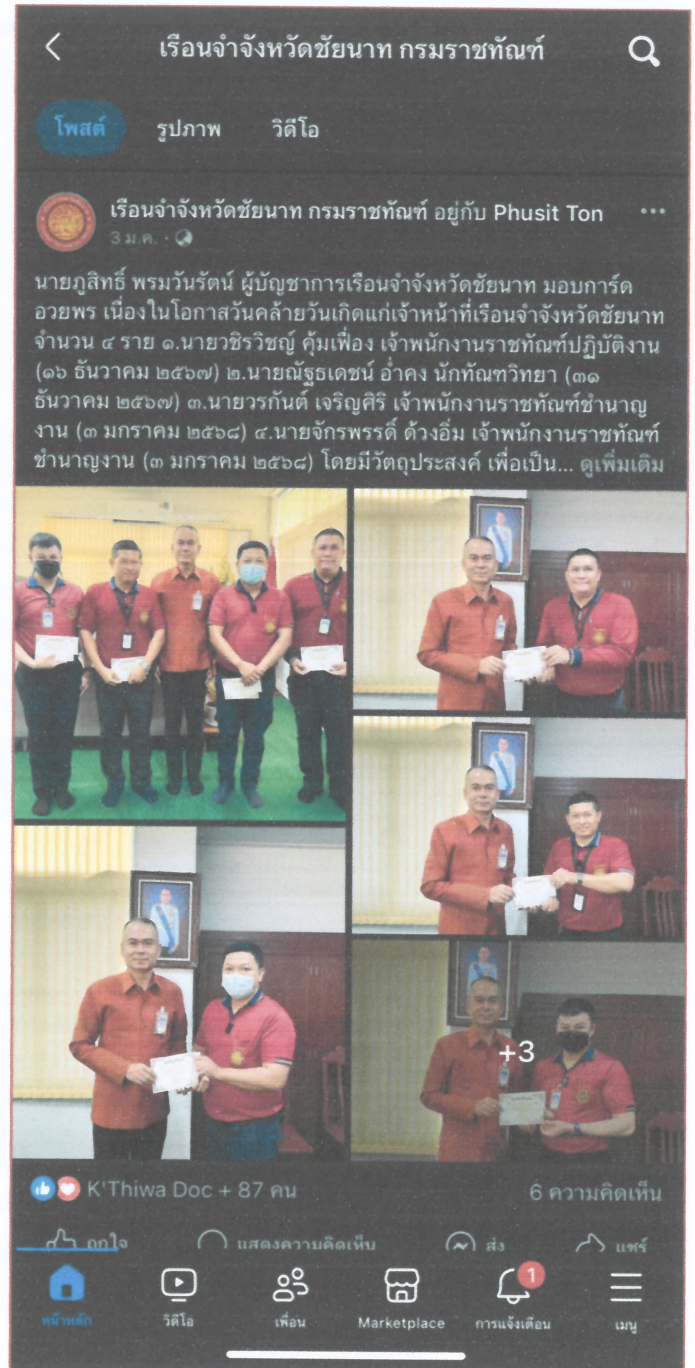 เรือนจำจังหวัดชัยนาท กรมราชทัณฑ์
โพสต์ รูปภาพ วิดีโอ
เรือนจำจังหวัดชัยนาท กรมราชทัณฑ์ อยู่กับ Phusit Ton
3 ม.ค. ·
นายภูสิทธิ์ พรมวันรัตน์ ผู้บัญชาการเรือนจำจังหวัดชัยนาท มอบการ์ด
อวยพร เนื่องในโอกาสวันคล้ายวันเกิดแก่เจ้าหน้าที่เรือนจำจังหวัดชัยนาท
จำนวน ๔ ราย ๑.นายวชิรวิชญ์ คุ้มเฟื่อง เจ้าพนักงานราชทัณฑ์ปฏิบัติงาน
(๑๖ ธันวาคม ๒๕๖๗) ๒.นายณัฐธเดชน์ อ่ำคง นักทัณฑวิทยา (๓๑
ธันวาคม ๒๕๖๗) ๓.นายวรกันต์ เจริญศิริ เจ้าพนักงานราชทัณฑ์ชำนาญ
งาน (๓ มกราคม ๒๕๖๘) ๔.นายจักรพรรดิ์ ด้วงอิ่ม เจ้าพนักงานราชทัณฑ์
ชำนาญงาน (๓ มกราคม ๒๕๖๘) โดยมีวัตถุประสงค์ เพื่อเป็น... ดูเพิ่มเติม
+3
K'Thiwa Doc + 87 คน 6 ความคิดเห็น
ถูกใจ แสดงความคิดเห็น ส่ง แชร์
1
หน้าหลัก วิดีโอ เพื่อน Marketplace การแจ้งเตือน เมนู